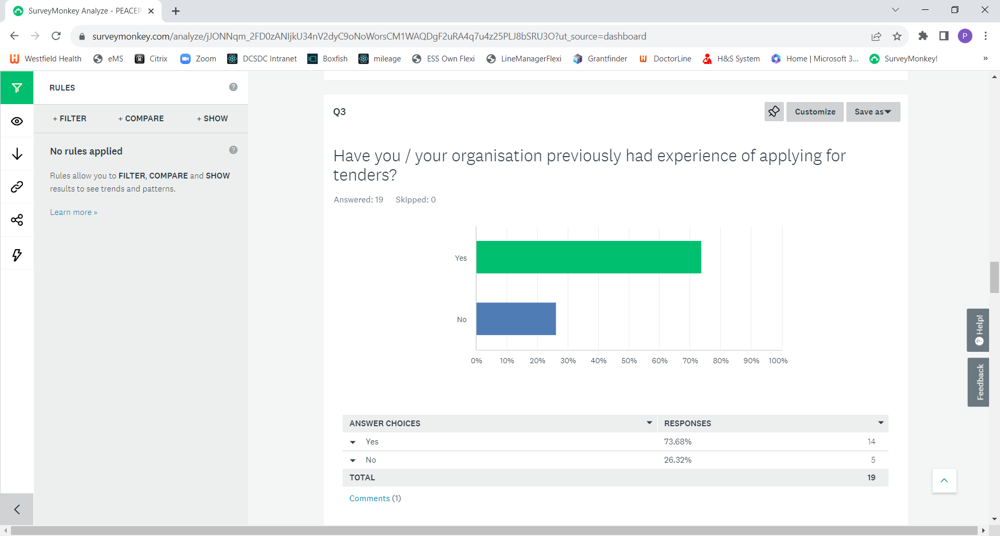 SurveyMonkey Analyze - PEACEP
surveymonkey.com/analyze/jJONNqm_2FD0zANljkU34nV2dyC9oNoWorsCM1WAQDgF2uRA4q7u4z25PLJ8bSRU3O?ut_source=dashboard
P
Westfield Health eMS Citrix Zoom DCSDC Intranet Boxfish mileage ESS Own Flexi LineManagerFlexi Grantfinder DoctorLine H&S System Home | Microsoft 3... SurveyMonkey! »
RULES
+ FILTER + COMPARE + SHOW
No rules applied
Rules allow you to FILTER, COMPARE and SHOW
results to see trends and patterns.
Learn more »
Q3
Customize Save as
Have you / your organisation previously had experience of applying for
tenders?
Answered: 19 Skipped: 0
Yes
No
0% 10% 20% 30% 40% 50% 60% 70% 80% 90% 100%
Help!
Feedback
ANSWER CHOICES RESPONSES
Yes 73.68% 14
No 26.32% 5
TOTAL 19
Comments (1)